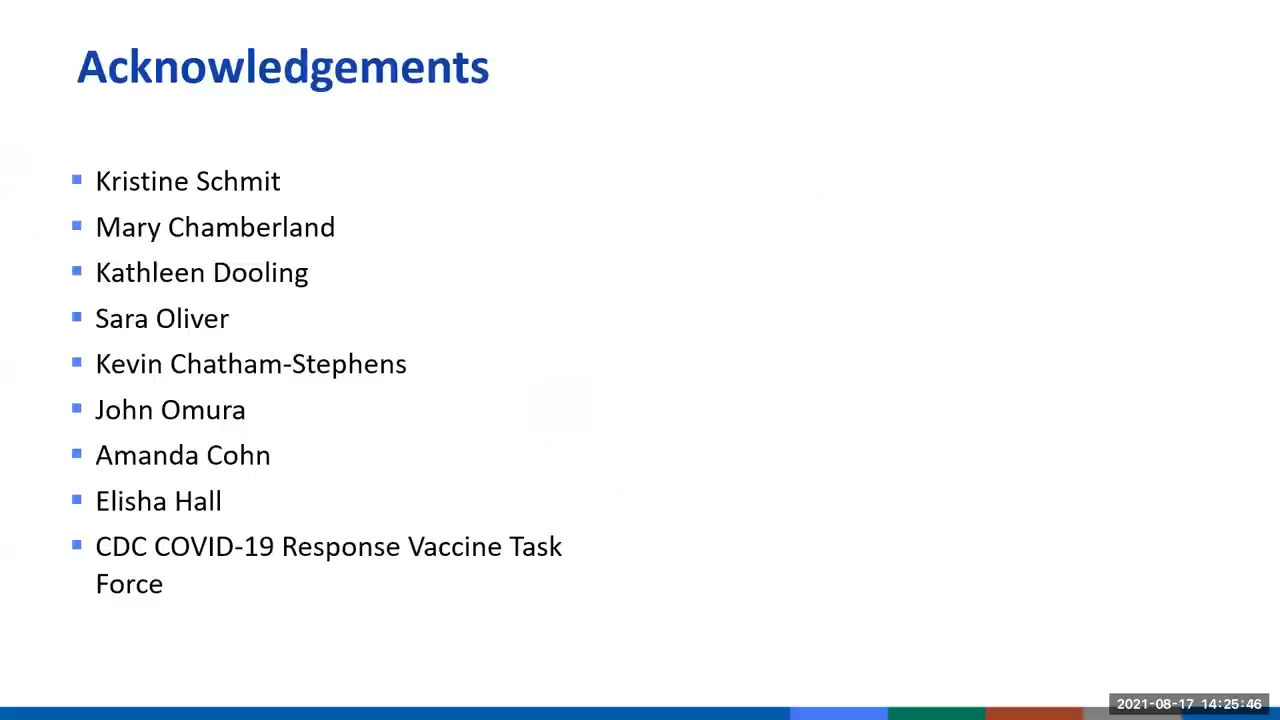 Acknowledgements
Kristine Schmit
Mary Chamberland
Kathleen Dooling
Sara Oliver
Kevin Chatham-Stephens
John Omura
Amanda Cohn
Elisha Hall
CDC COVID-19 Response Vaccine Task
Force
2021-08-17 14:25:46